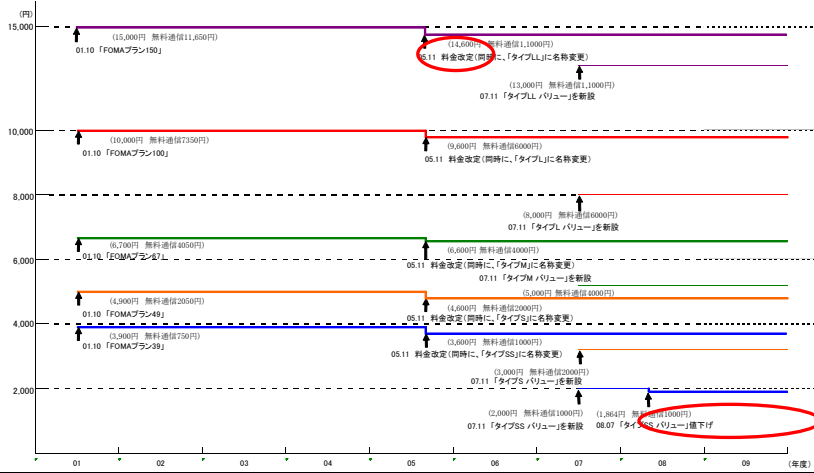 (円)
15,000
(15,000円 無料通信11,650円)
01.10 「FOMAプラン150」
(14,600円 無料通信1,1000円)
05.11 料金改定(同時に、「タイプLL」に名称変更)
(13,000円 無料通信1,1000円)
07.11 「タイプLL バリュー」を新設
10,000
(10,000円 無料通信7350円)
01.10 「FOMAプラン100」
(9,600円 無料通信6000円)
05.11 料金改定(同時に、「タイプL」に名称変更)
8,000
(8,000円 無料通信6000円)
07.11 「タイプL バリュー」を新設
(6,700円 無料通信4050円)
01.10 「FOMAプラン67」
(6,600円 無料通信4000円)
05.11 料金改定(同時に、「タイプM」に名称変更)
6,000
07.11 「タイプM バリュー」を新設
(5,000円 無料通信4000円)
(4,900円 無料通信2050円)
01.10 「FOMAプラン49」
(4,600円 無料通信2000円)
05.11 料金改定(同時に、「タイプS」に名称変更)
4,000
(3,900円 無料通信750円)
01.10 「FOMAプラン39」
(3,600円 無料通信1000円)
05.11 料金改定(同時に、「タイプSS」に名称変更)
(3,000円 無料通信2000円)
07.11 「タイプS バリュー」を新設
2,000
(2,000円 無料通信1000円)
07.11 「タイプSS バリュー」を新設
(1,864円 無料通信1000円)
08.07 「タイプSS バリュー」値下げ
01 02 03 04 05 06 07 08 09 (年度)